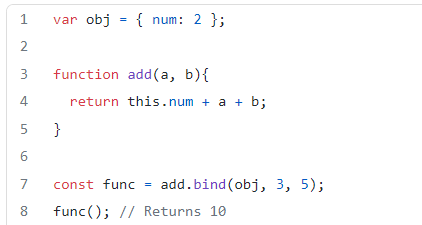 1 var obj = { num: 2 };
2
3 function add(a, b){
4   return this.num + a + b;
5 }
6
7 const func = add.bind(obj, 3, 5);
8 func(); // Returns 10